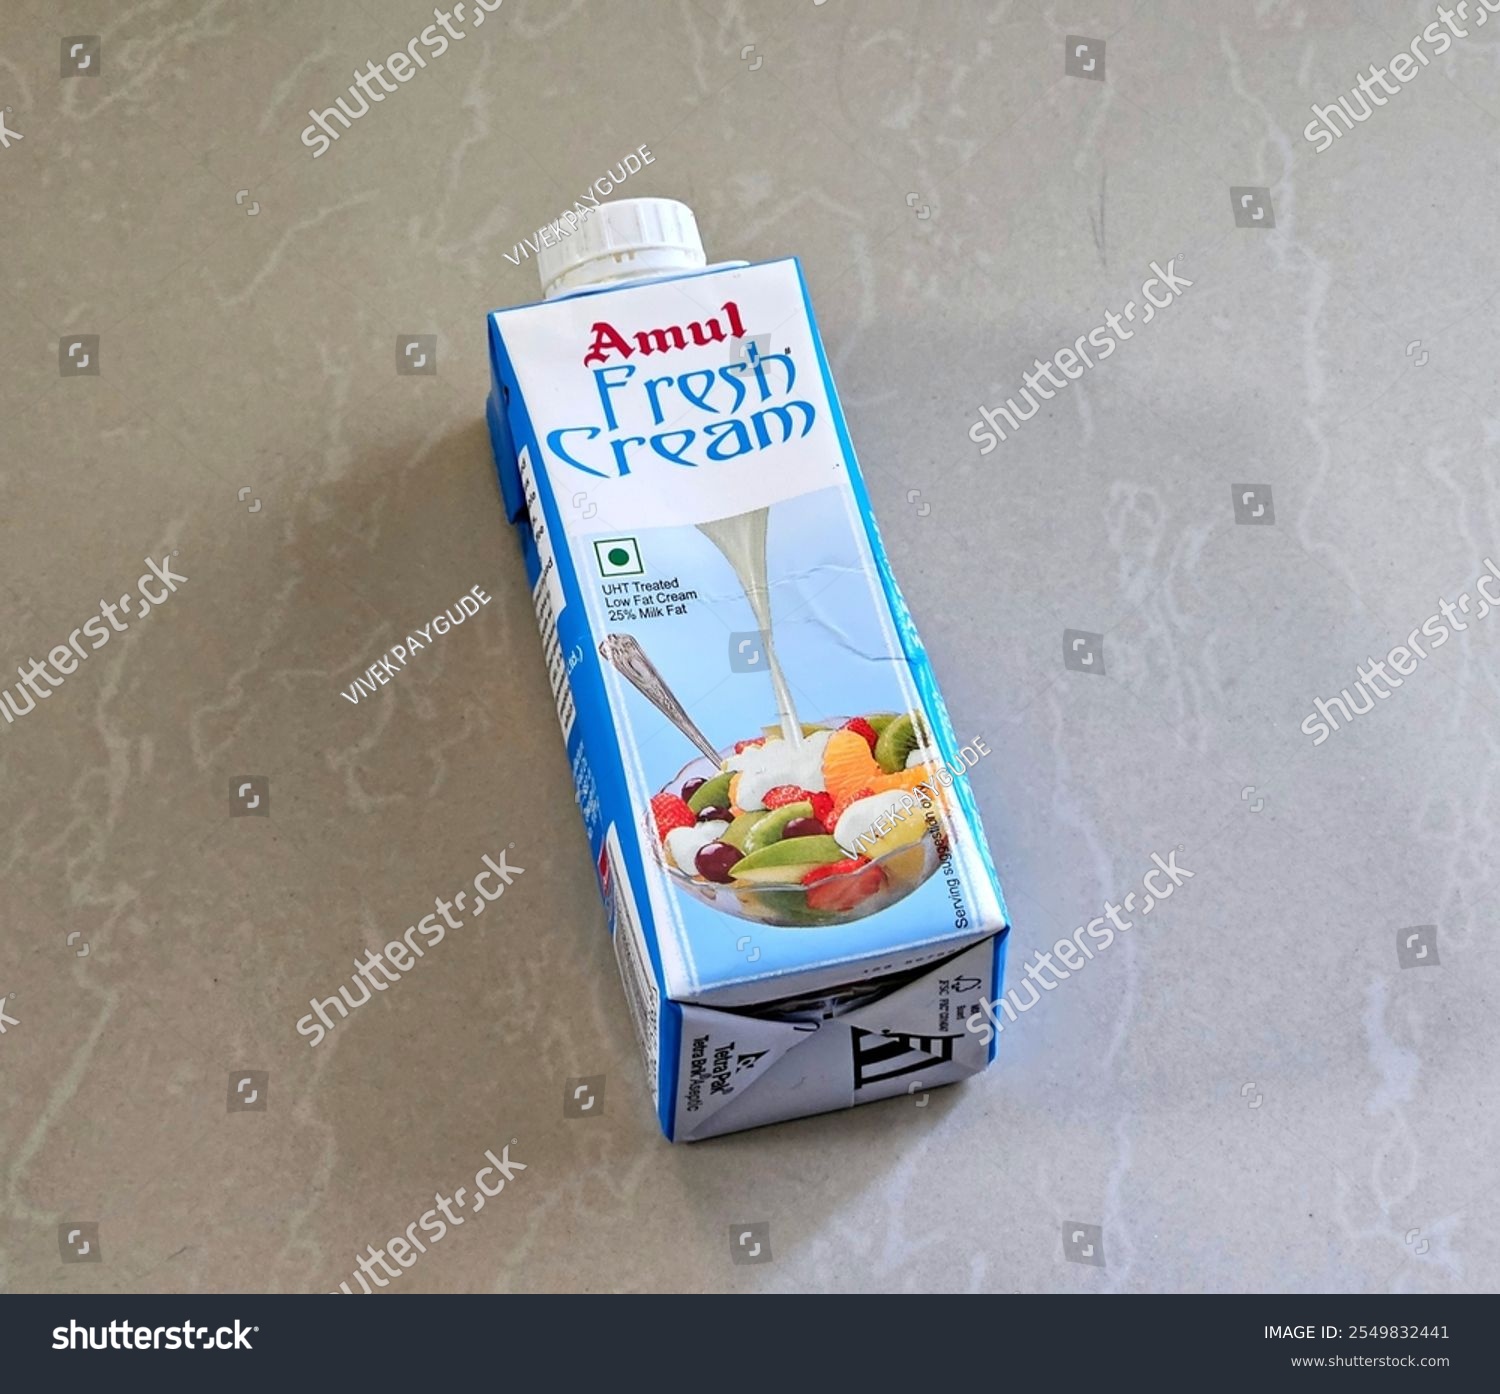 Amul
Fresh
Cream
UHT Treated
Low Fat Cream
25% Milk Fat
Serving suggestion
Tetra Pak®
Tetra Brik® Aseptic
shutterstock
VIVEK PAYGUDE
shutterstock
IMAGE ID: 2549832441
www.shutterstock.com